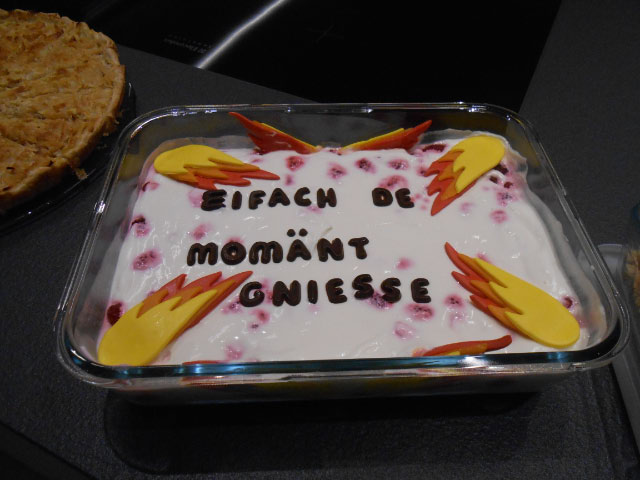 EIFACH DE
MOMÄNT
GNIESSE